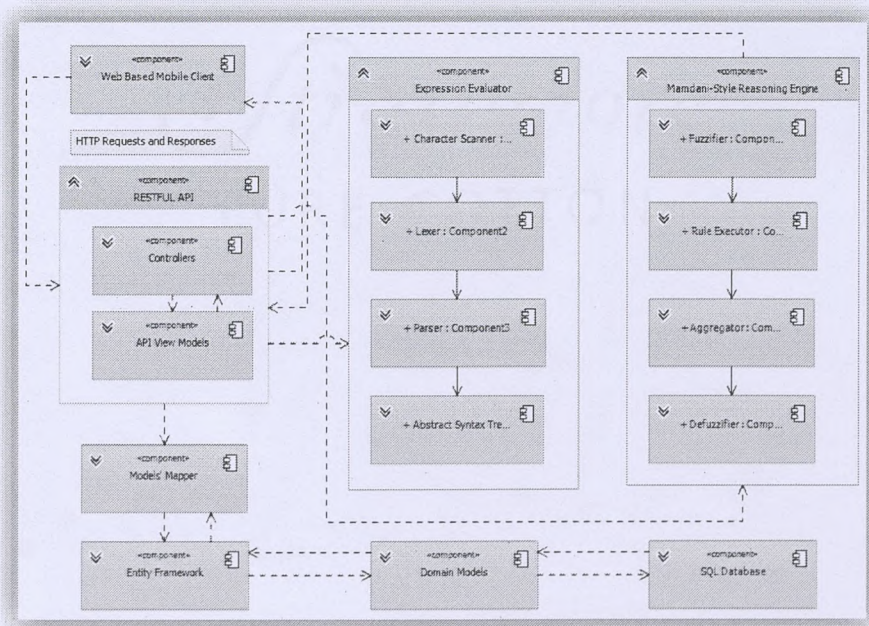 «component»
Web Based Mobile Client
HTTP Requests and Responses
«component»
RESTFUL API
«component»
Controllers
«component»
API View Models
«component»
Models' Mapper
«component»
Entity Framework
«component»
Expression Evaluator
+ Character Scanner : ...
+ Lexer : Component2
+ Parser : Component3
+ Abstract Syntax Tre...
«component»
Mamdani-Style Reasoning Engine
+ Fuzzifier : Compon...
+ Rule Executor : Co...
+ Aggregator : Com...
+ Defuzzifier : Comp...
«component»
Domain Models
«component»
SQL Database